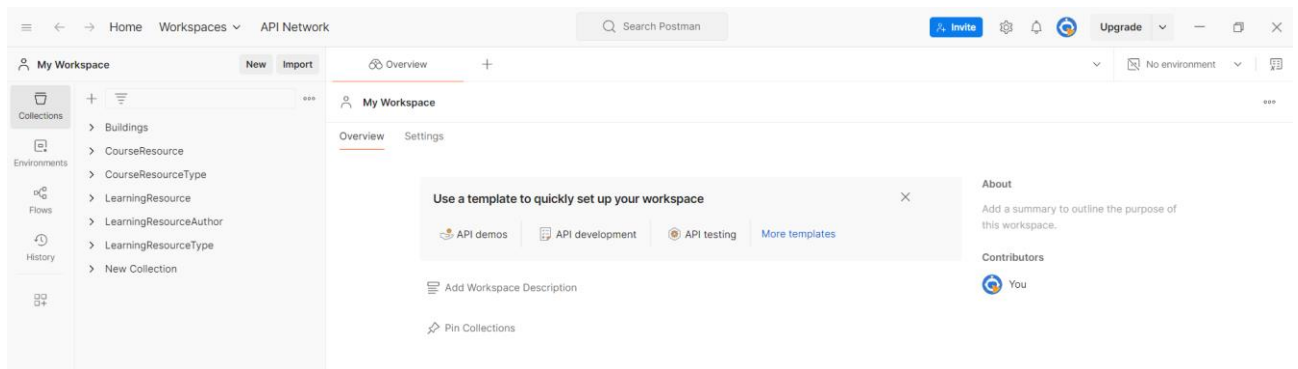 Home Workspaces API Network Search Postman Invite Upgrade
My Workspace New Import Overview No environment
Collections
Environments
Flows
History
Buildings
CourseResource
CourseResourceType
LearningResource
LearningResourceAuthor
LearningResourceType
New Collection
My Workspace
Overview Settings
Use a template to quickly set up your workspace
API demos API development API testing More templates
Add Workspace Description
Pin Collections
About
Add a summary to outline the purpose of
this workspace.
Contributors
You